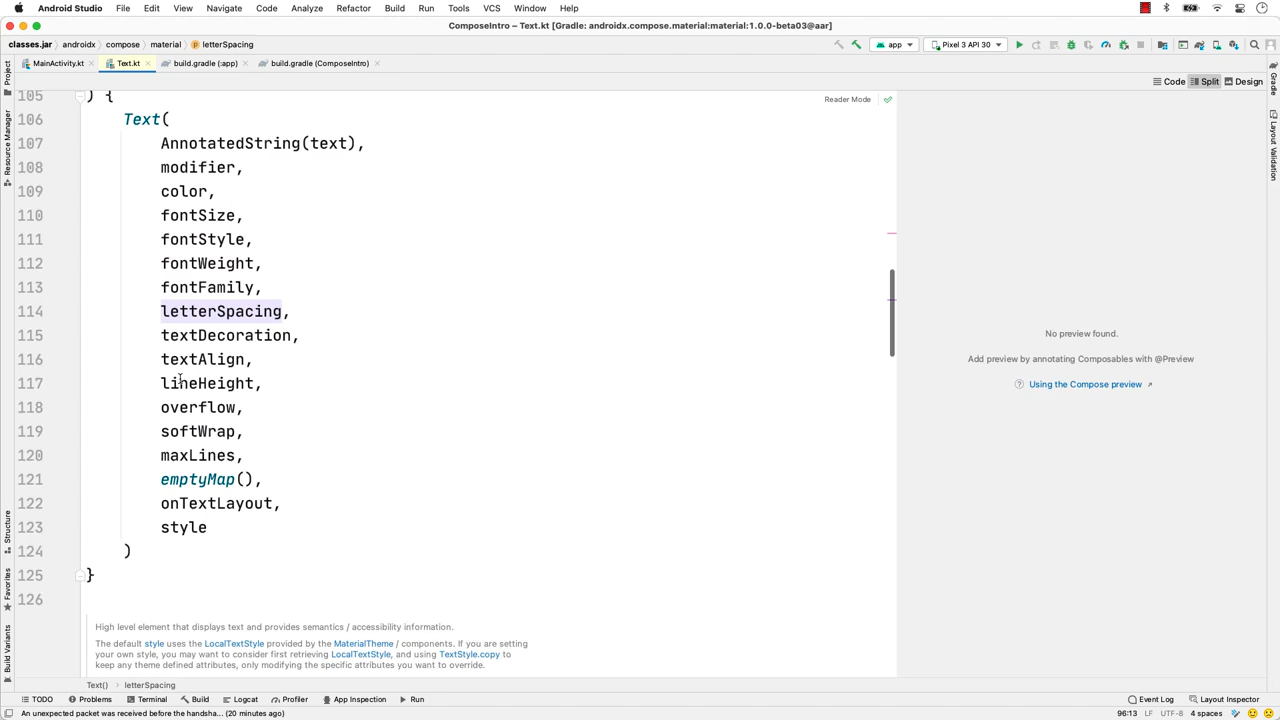 Android Studio File Edit View Navigate Code Analyze Refactor Build Run Tools VCS Window Help
ComposeIntro – Text.kt [Gradle: androidx.compose.material:material:1.0.0-beta03@aar]
classes.jar androidx compose material letterSpacing app Pixel 3 API 30
MainActivity.kt Text.kt build.gradle (:app) build.gradle (ComposeIntro)
Code Split Design
Reader Mode
105 ) {
106 Text(
107 AnnotatedString(text),
108 modifier,
109 color,
110 fontSize,
111 fontStyle,
112 fontWeight,
113 fontFamily,
114 letterSpacing,
115 textDecoration,
116 textAlign,
117 lineHeight,
118 overflow,
119 softWrap,
120 maxLines,
121 emptyMap(),
122 onTextLayout,
123 style
124 )
125 }
126
High level element that displays text and provides semantics / accessibility information.
The default style uses the LocalTextStyle provided by the MaterialTheme / components. If you are setting
your own style, you may want to consider first retrieving LocalTextStyle, and using TextStyle.copy to
keep any theme defined attributes, only modifying the specific attributes you want to override.
No preview found.
Add preview by annotating Composables with @Preview
Using the Compose preview
Project
Resource Manager
Structure
Favorites
Build Variants
Gradle
Layout Validation
Text() letterSpacing
TODO Problems Terminal Build Logcat Profiler App Inspection Run Event Log Layout Inspector
An unexpected packet was received before the handsha... (20 minutes ago) 96:13 LF UTF-8 4 spaces